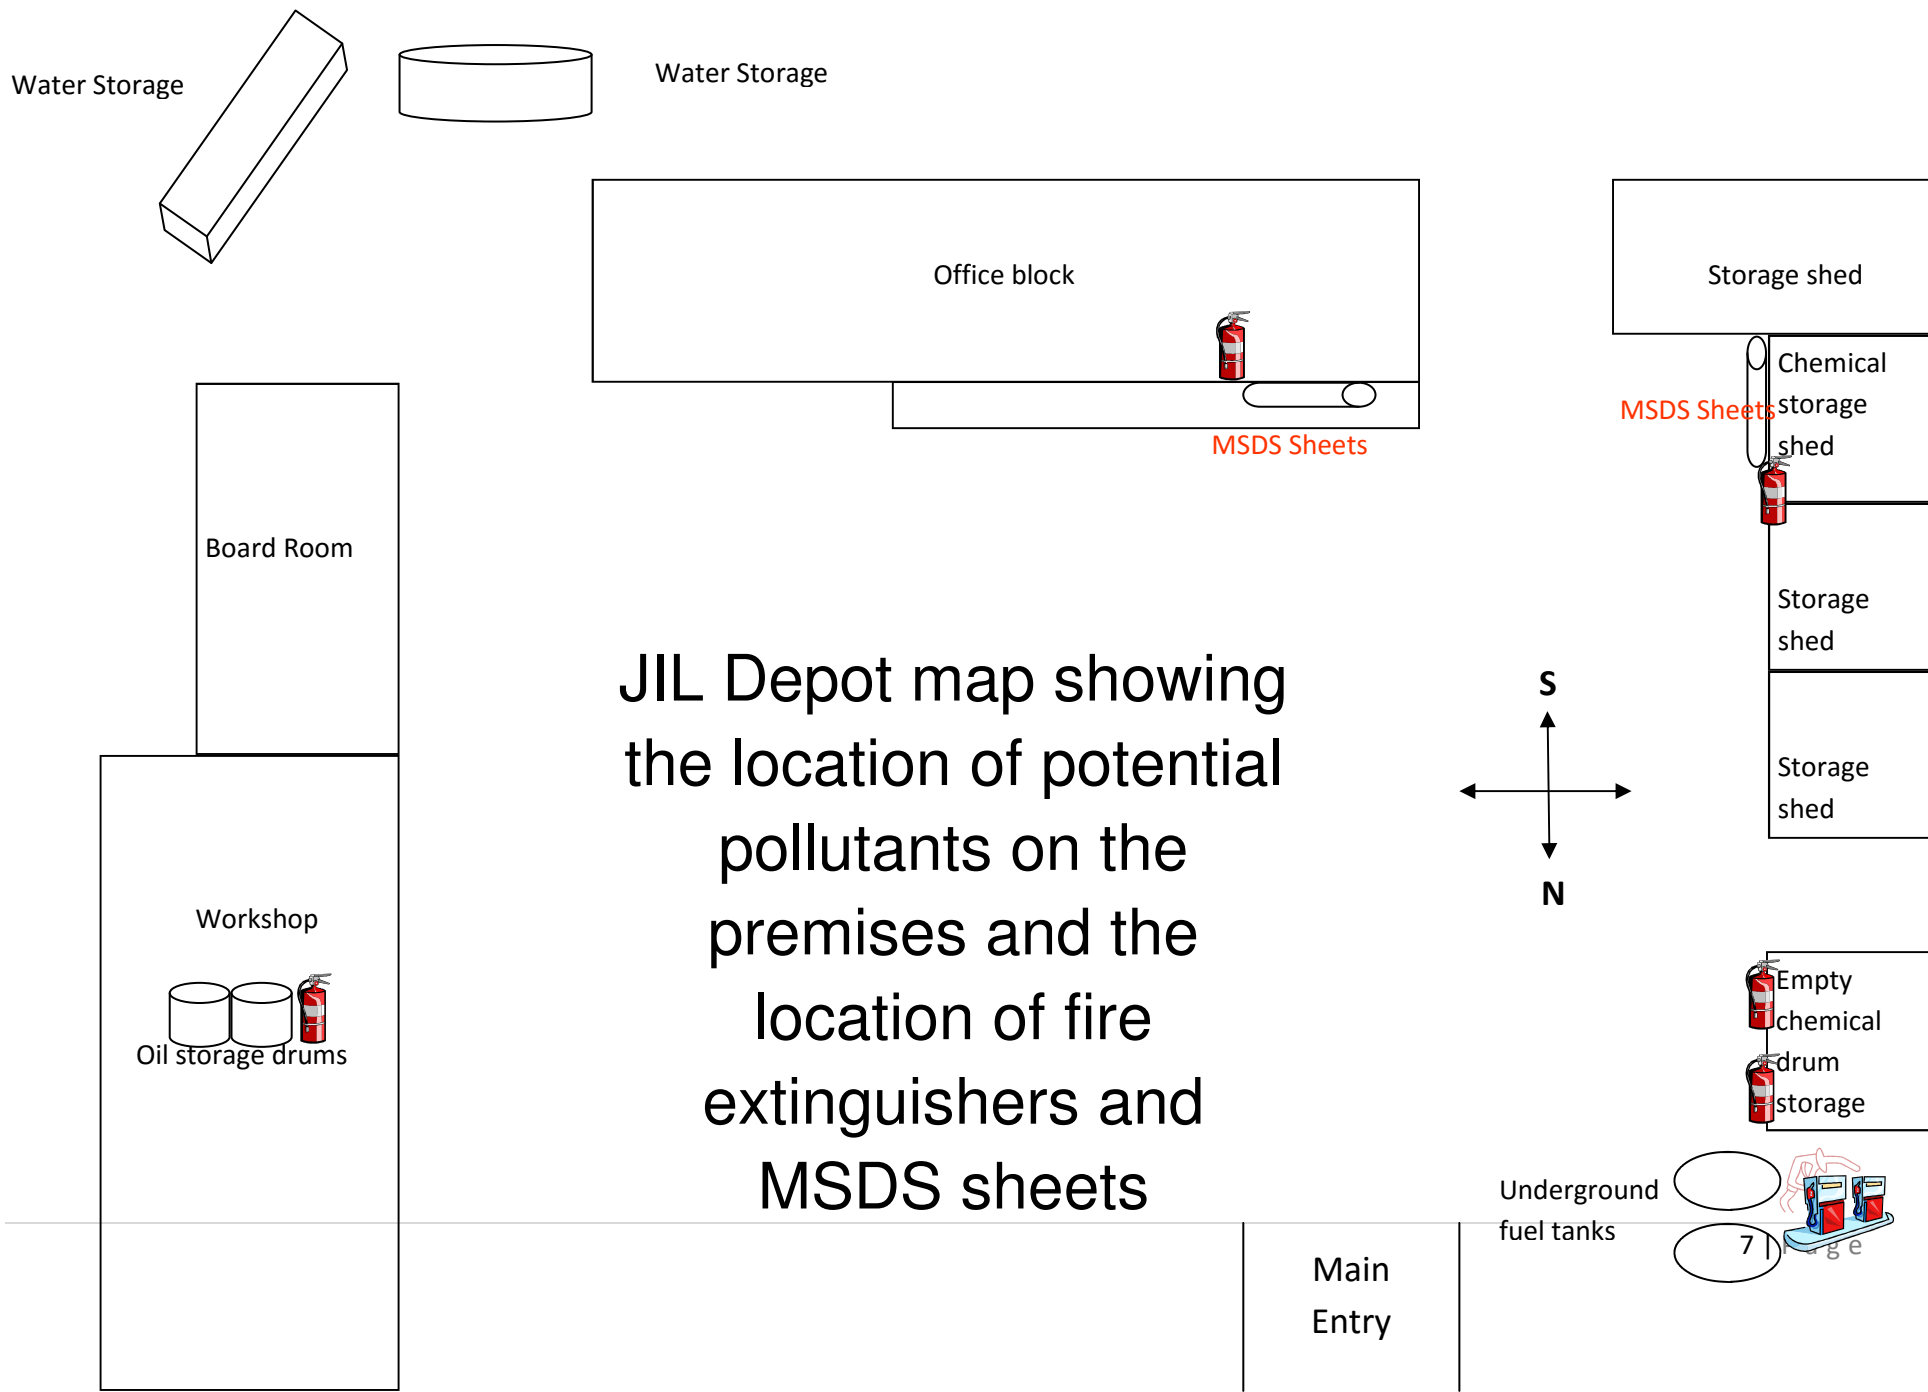 Water Storage
Water Storage
Office block
Storage shed
Chemical
storage
shed
MSDS Sheets
MSDS Sheets
Board Room
Storage
shed
JIL Depot map showing
the location of potential
pollutants on the
premises and the
location of fire
extinguishers and
MSDS sheets
S
N
Storage
shed
Workshop
Oil storage drums
Empty
chemical
drum
storage
Underground
fuel tanks
7 | Page
Main
Entry